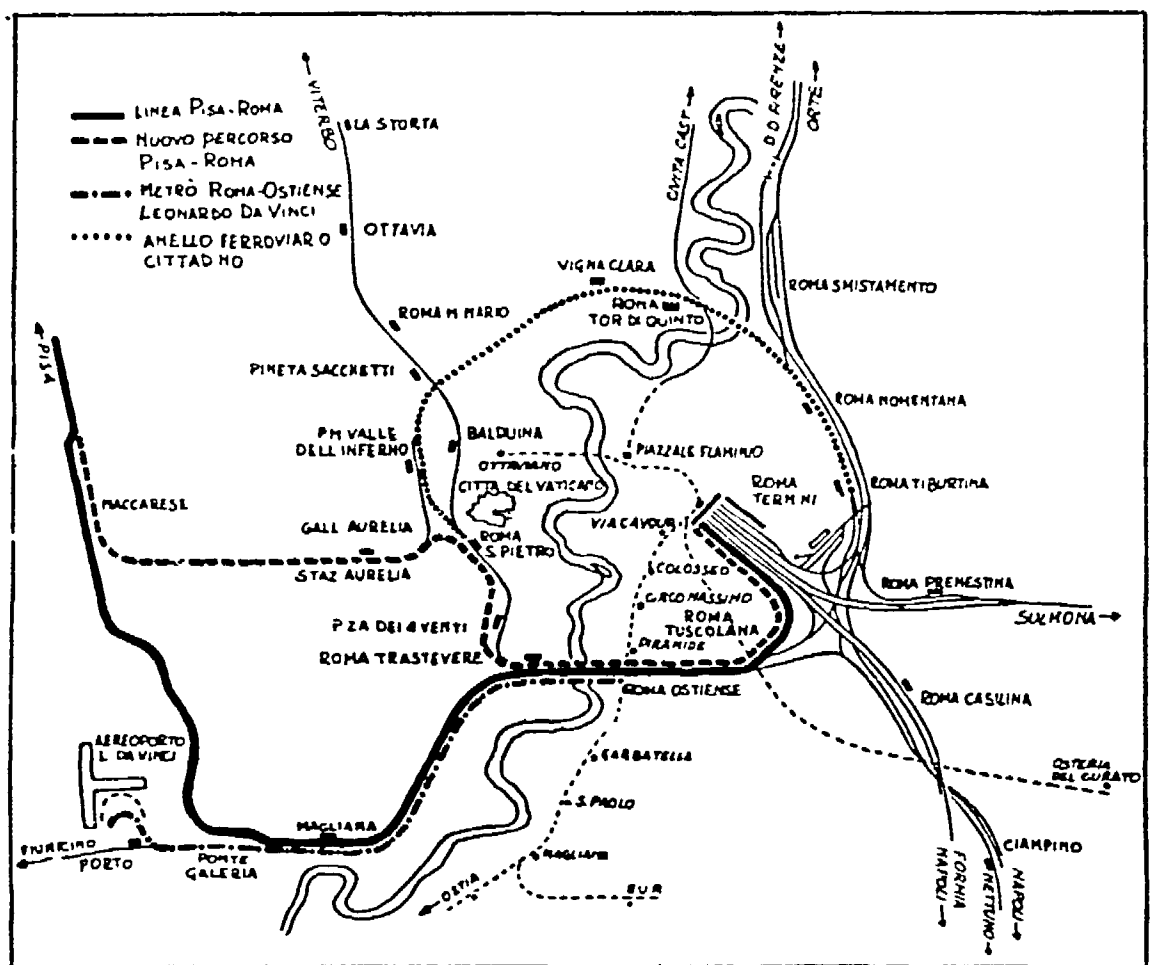 LINEA PISA-ROMA
NUOVO PERCORSO
PISA-ROMA
METRÒ ROMA-OSTIENSE
LEONARDO DA VINCI
ANELLO FERROVIARO
CITTADINO
VITERBO
LA STORTA
OTTAVIA
ROMA M. MARIO
PINETA SACCHETTI
PISA
MACCARESE
PM VALLE
DELL'INFERNO
BALDUINA
GALL AURELIA
STAZ AURELIA
VIGNA CLARA
ROMA
TOR DI QUINTO
CIVITA CAST
DD FIRENZE
ORTE
ROMA SMISTAMENTO
ROMA NOMENTANA
PIAZZALE FLAMINIO
OTTAVIANO
CITTÀ DEL VATICANO
ROMA
S. PIETRO
ROMA
TERMINI
ROMA TIBURTINA
VIA CAVOUR
COLOSSEO
CIRCO MASSIMO
PIRAMIDE
ROMA
TUSCOLANA
ROMA PRENESTINA
SULMONA
P.ZA DEI 4 VENTI
ROMA TRASTEVERE
ROMA OSTIENSE
ROMA CASILINA
AEREOPORTO
L. DA VINCI
FIUMICINO
PORTO
PONTE
GALERIA
MAGLIANA
GARBATELLA
S. PAOLO
MAGLIANA
OSTIA
EUR
OSTERIA
DEL CURATO
CIAMPINO
FORMIA
NAPOLI
NETTUNO
NAPOLI